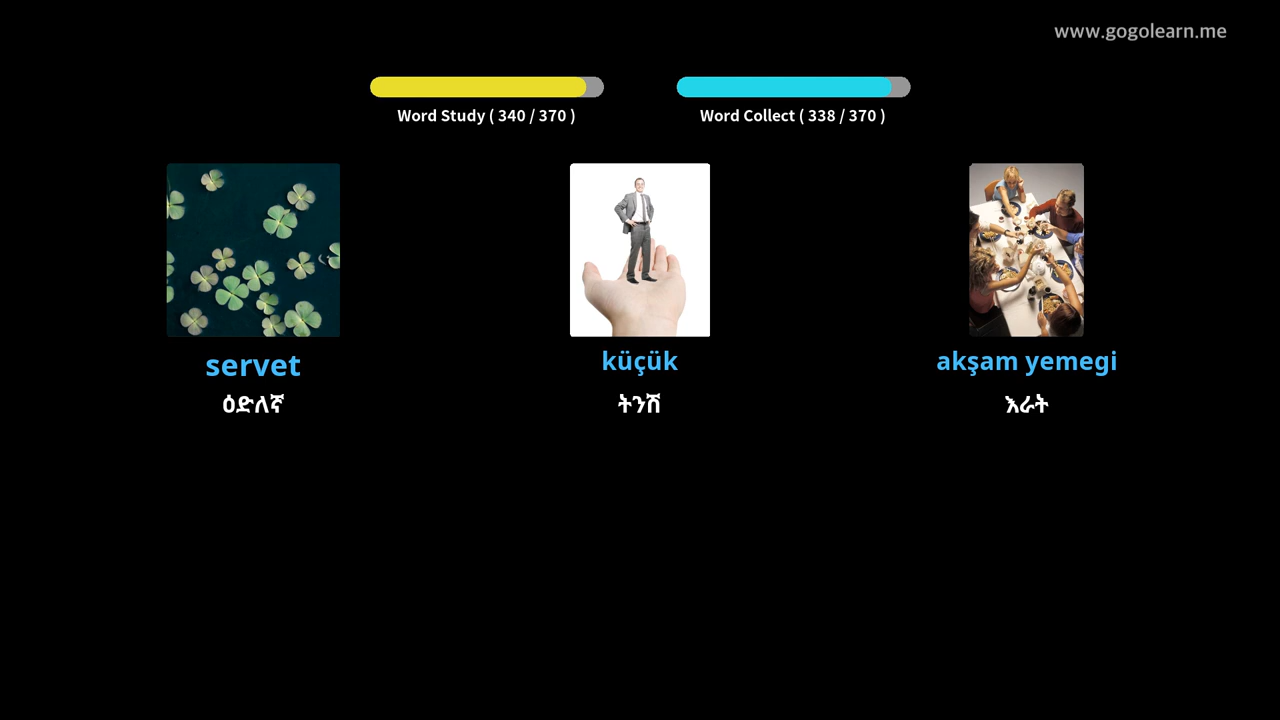 www.gogolearn.me
Word Study ( 340 / 370 )
Word Collect ( 338 / 370 )
servet
küçük
akşam yemegi
ዕድለኛ
ትንሽ
እራት